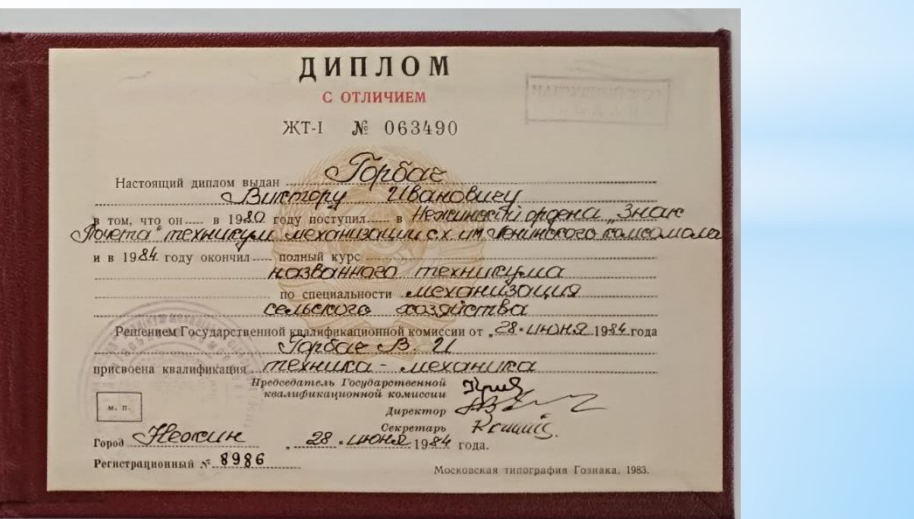 ДИПЛОМ
С ОТЛИЧИЕМ
ЖТ-I № 063490
Настоящий диплом выдан Горбас
Виктору Ивановичу
в том, что он в 1980 году поступил в Нежинский ордена „Знак
Почета" техникум механизации с.х. им. Ленинского комсомола
и в 1984 году окончил полный курс
названного техникума
по специальности механизация
сельского хозяйства
Решением Государственной квалификационной комиссии от 28 июня 1984 года
Горбас В. И
присвоена квалификация техника - механика
Председатель Государственной
квалификационной комиссии
Директор
Секретарь
м. п.
Город Нежин 28 июня 1984 года.
Регистрационный № 8986
Московская типография Гознака. 1983.